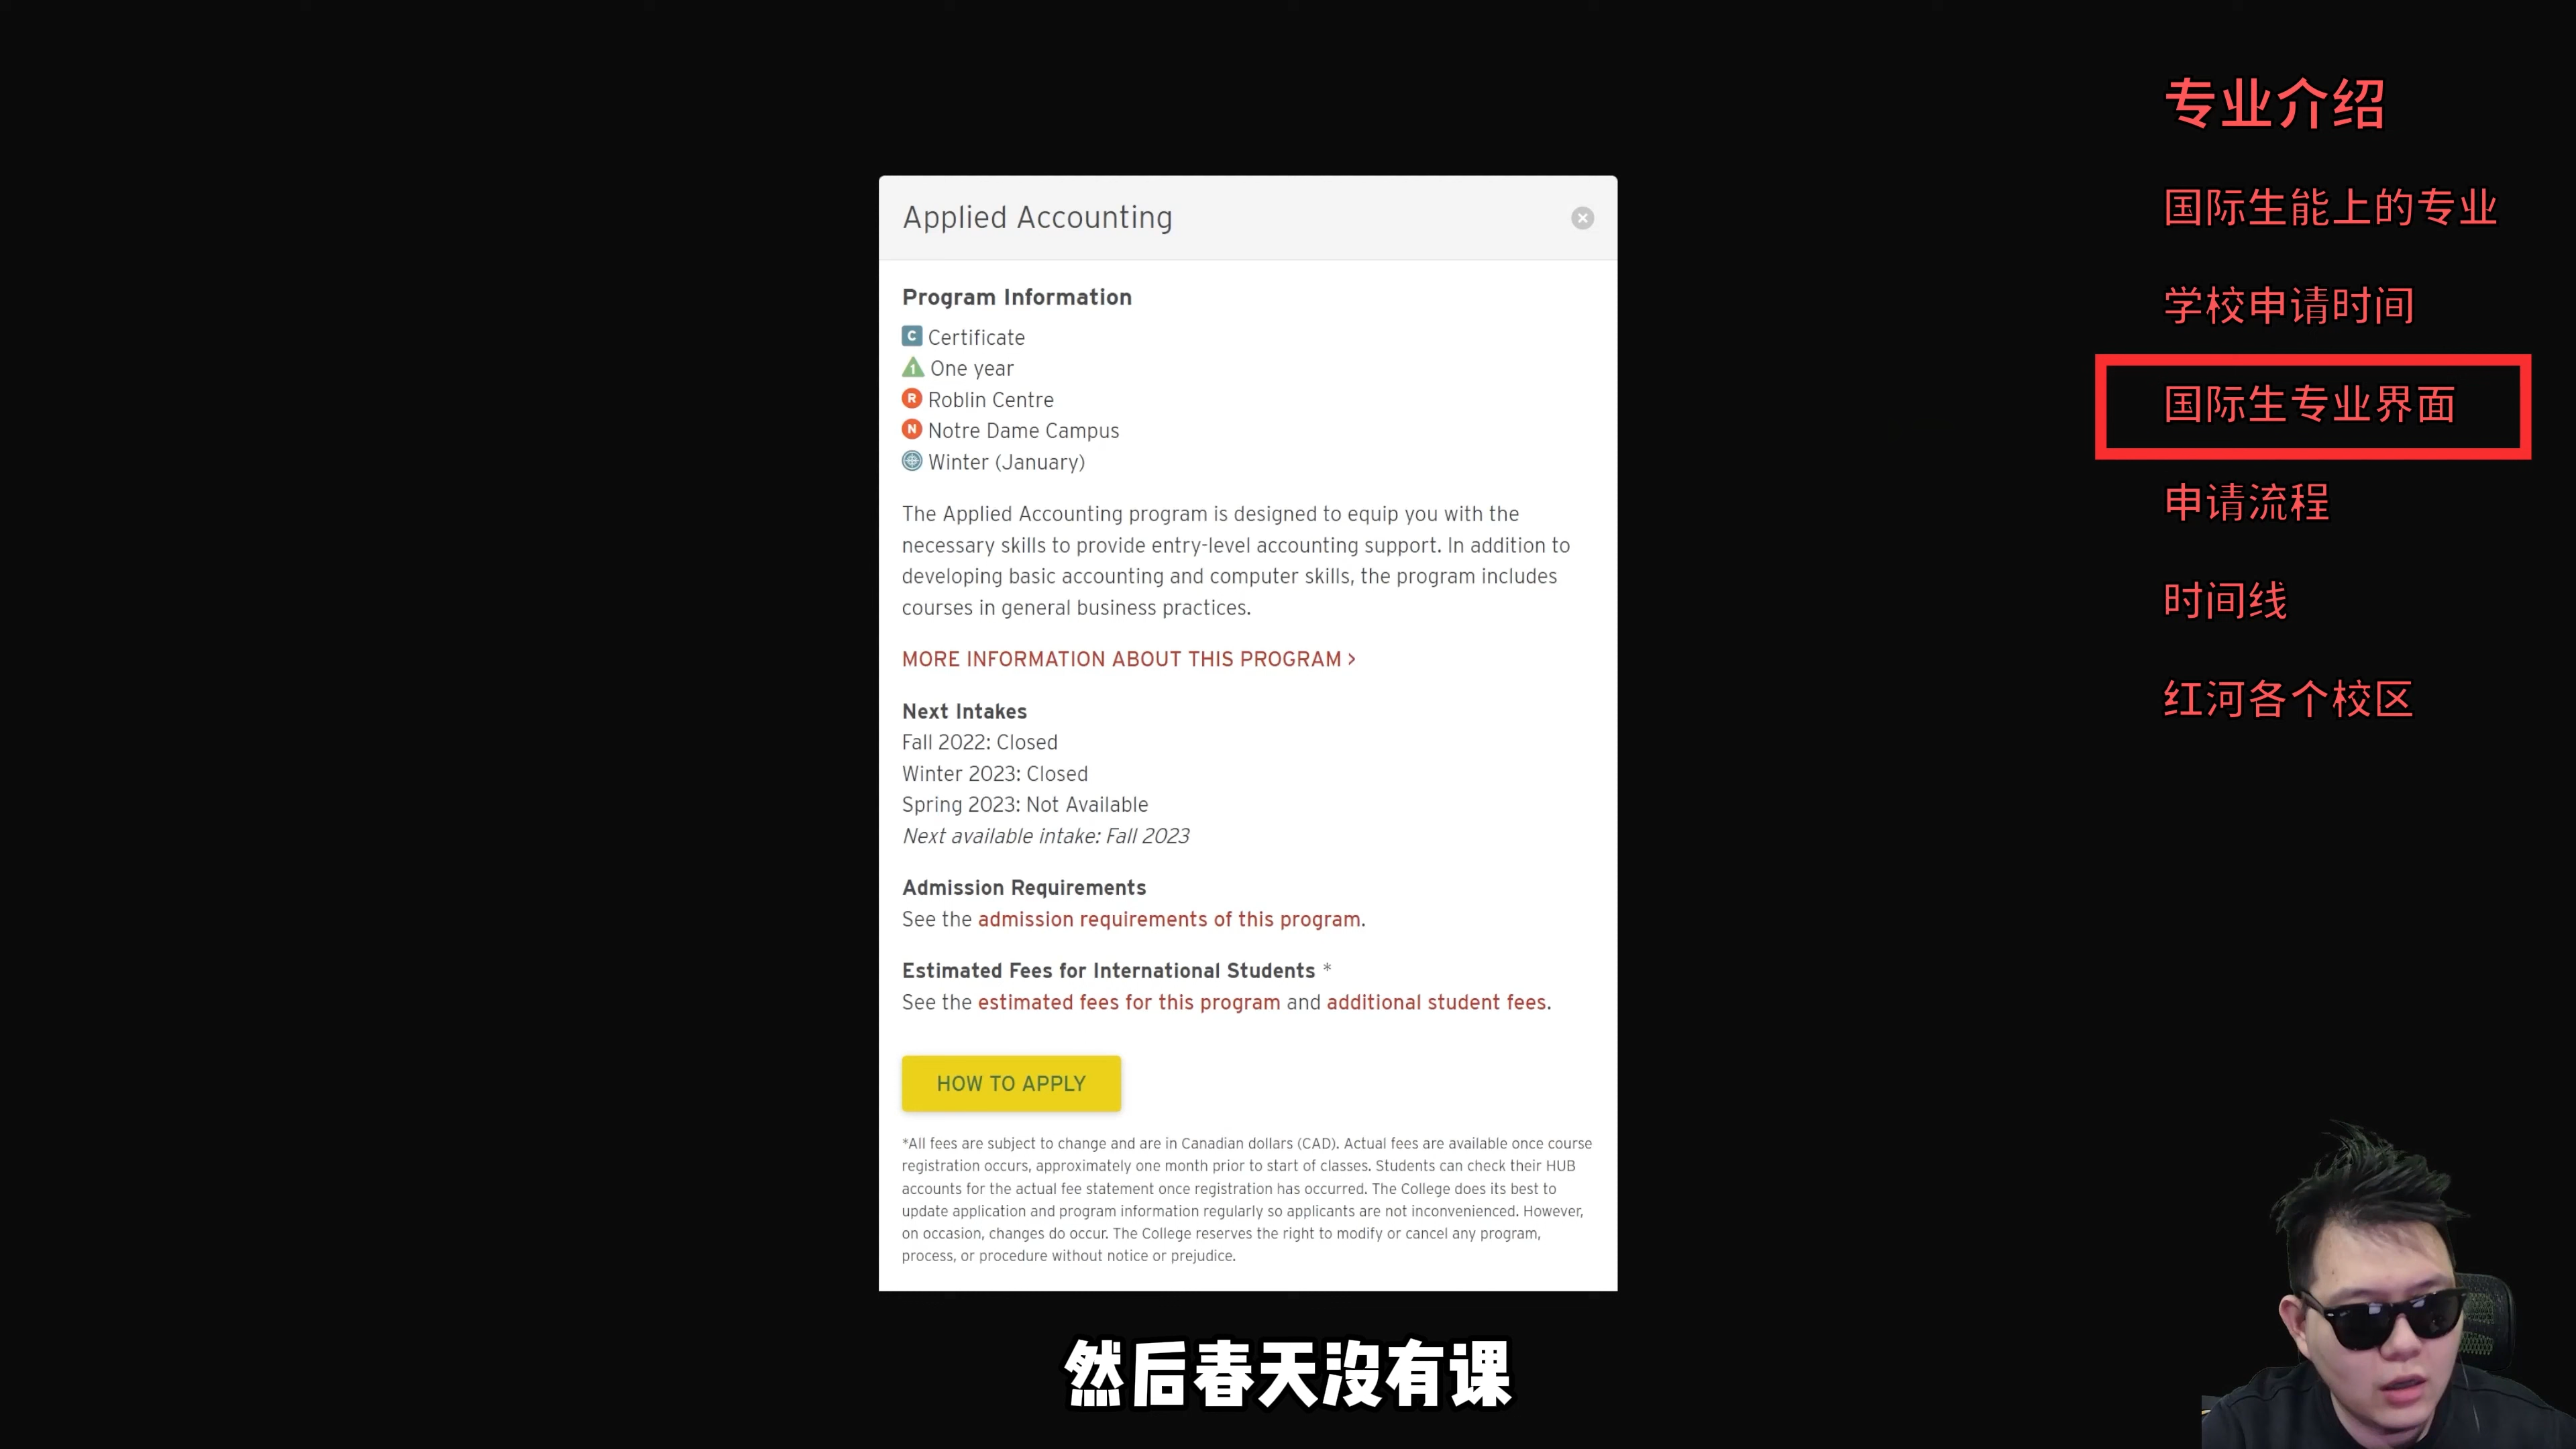 Applied Accounting
Program Information
C Certificate
1 One year
R Roblin Centre
N Notre Dame Campus
Winter (January)
The Applied Accounting program is designed to equip you with the
necessary skills to provide entry-level accounting support. In addition to
developing basic accounting and computer skills, the program includes
courses in general business practices.
MORE INFORMATION ABOUT THIS PROGRAM >
Next Intakes
Fall 2022: Closed
Winter 2023: Closed
Spring 2023: Not Available
Next available intake: Fall 2023
Admission Requirements
See the admission requirements of this program.
Estimated Fees for International Students *
See the estimated fees for this program and additional student fees.
HOW TO APPLY
*All fees are subject to change and are in Canadian dollars (CAD). Actual fees are available once course
registration occurs, approximately one month prior to start of classes. Students can check their HUB
accounts for the actual fee statement once registration has occurred. The College does its best to
update application and program information regularly so applicants are not inconvenienced. However,
on occasion, changes do occur. The College reserves the right to modify or cancel any program,
process, or procedure without notice or prejudice.
专业介绍
国际生能上的专业
学校申请时间
国际生专业界面
申请流程
时间线
红河各个校区
然后春天没有课